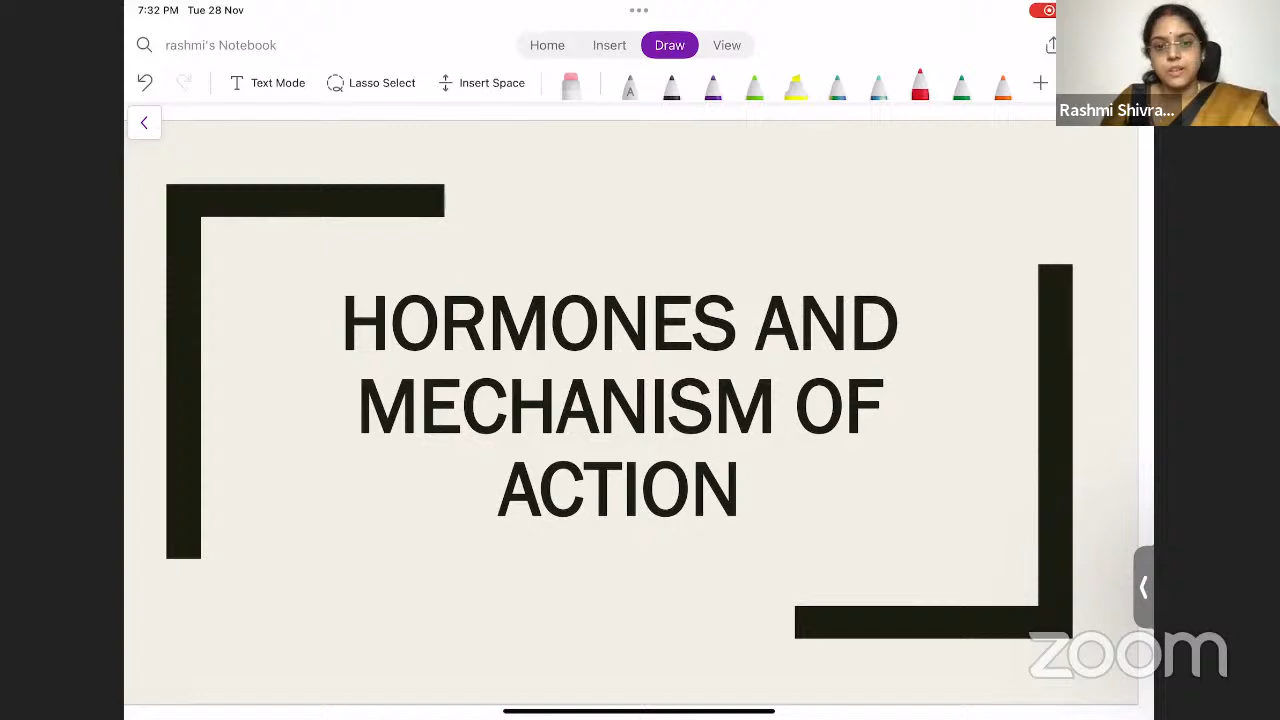 7:32 PM Tue 28 Nov
rashmi's Notebook
Home Insert Draw View
Text Mode Lasso Select Insert Space
A
Rashmi Shivra...
HORMONES AND
MECHANISM OF
ACTION
zoom